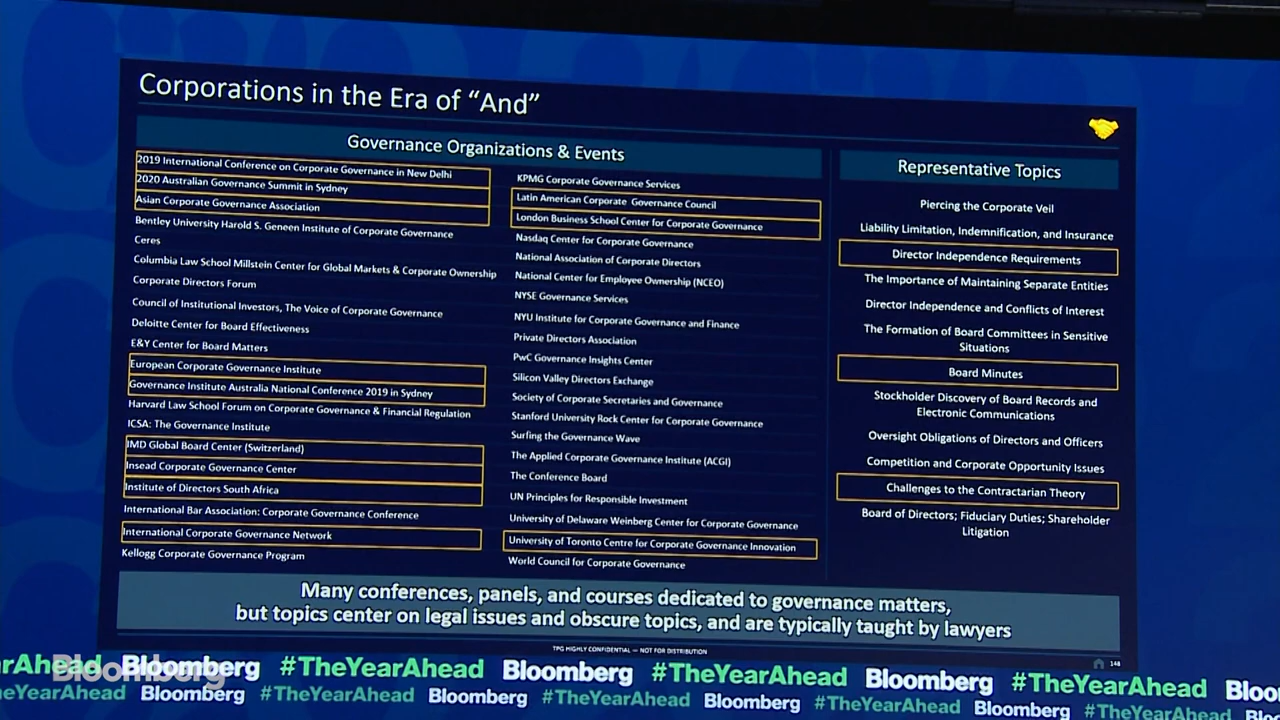 Corporations in the Era of “And”
Governance Organizations & Events
2019 International Conference on Corporate Governance in New Delhi
2020 Australian Governance Summit in Sydney
Asian Corporate Governance Association
Bentley University Harold S. Geneen Institute of Corporate Governance
Ceres
Columbia Law School Millstein Center for Global Markets & Corporate Ownership
Corporate Directors Forum
Council of Institutional Investors, The Voice of Corporate Governance
Deloitte Center for Board Effectiveness
E&Y Center for Board Matters
European Corporate Governance Institute
Governance Institute Australia National Conference 2019 in Sydney
Harvard Law School Forum on Corporate Governance & Financial Regulation
ICSA: The Governance Institute
IMD Global Board Center (Switzerland)
Insead Corporate Governance Center
Institute of Directors South Africa
International Bar Association: Corporate Governance Conference
International Corporate Governance Network
Kellogg Corporate Governance Program
KPMG Corporate Governance Services
Latin American Corporate Governance Council
London Business School Center for Corporate Governance
Nasdaq Center for Corporate Governance
National Association of Corporate Directors
National Center for Employee Ownership (NCEO)
NYSE Governance Services
NYU Institute for Corporate Governance and Finance
Private Directors Association
PwC Governance Insights Center
Silicon Valley Directors Exchange
Society of Corporate Secretaries and Governance
Stanford University Rock Center for Corporate Governance
Surfing the Governance Wave
The Applied Corporate Governance Institute (ACGI)
The Conference Board
UN Principles for Responsible Investment
University of Delaware Weinberg Center for Corporate Governance
University of Toronto Centre for Corporate Governance Innovation
World Council for Corporate Governance
Representative Topics
Piercing the Corporate Veil
Liability Limitation, Indemnification, and Insurance
Director Independence Requirements
The Importance of Maintaining Separate Entities
Director Independence and Conflicts of Interest
The Formation of Board Committees in Sensitive
Situations
Board Minutes
Stockholder Discovery of Board Records and
Electronic Communications
Oversight Obligations of Directors and Officers
Competition and Corporate Opportunity Issues
Challenges to the Contractarian Theory
Board of Directors; Fiduciary Duties; Shareholder
Litigation
Many conferences, panels, and courses dedicated to governance matters,
but topics center on legal issues and obscure topics, and are typically taught by lawyers
TPG HIGHLY CONFIDENTIAL — NOT FOR DISTRIBUTION
148
Bloomberg
rAhead Bloomberg #TheYearAhead Bloomberg #TheYearAhead Bloomberg #TheYearAhead Bloo
eYearAhead Bloomberg #TheYearAhead Bloomberg #TheYearAhead Bloomberg #TheYearAhead Bloomberg #TheYearAhead